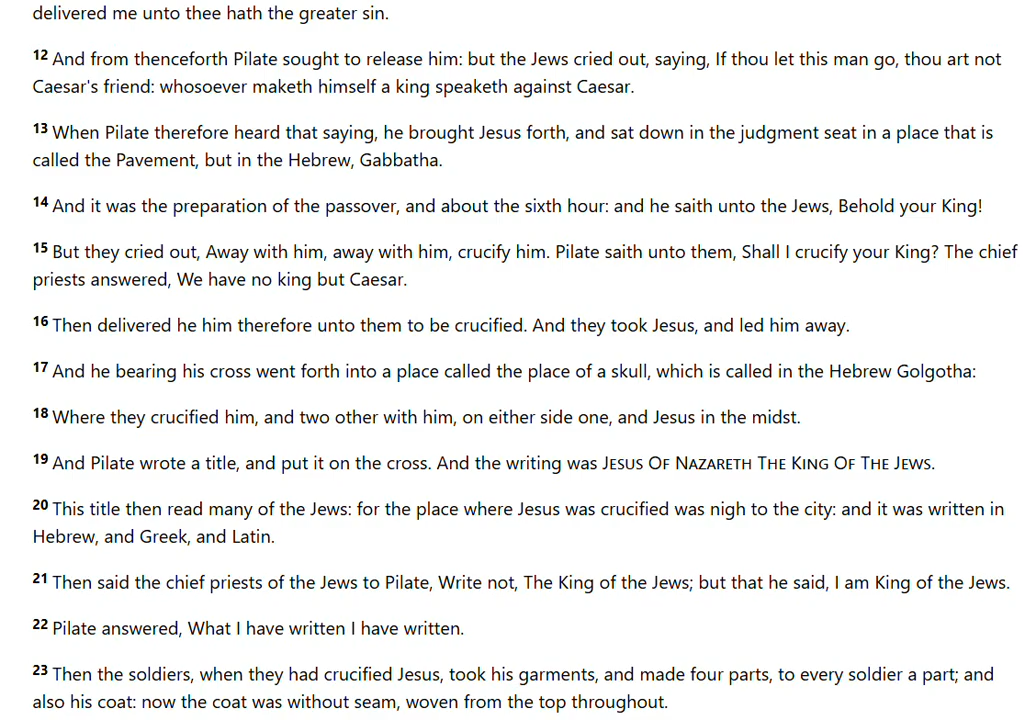 delivered me unto thee hath the greater sin.
12 And from thenceforth Pilate sought to release him: but the Jews cried out, saying, If thou let this man go, thou art not
Caesar's friend: whosoever maketh himself a king speaketh against Caesar.
13 When Pilate therefore heard that saying, he brought Jesus forth, and sat down in the judgment seat in a place that is
called the Pavement, but in the Hebrew, Gabbatha.
14 And it was the preparation of the passover, and about the sixth hour: and he saith unto the Jews, Behold your King!
15 But they cried out, Away with him, away with him, crucify him. Pilate saith unto them, Shall I crucify your King? The chief
priests answered, We have no king but Caesar.
16 Then delivered he him therefore unto them to be crucified. And they took Jesus, and led him away.
17 And he bearing his cross went forth into a place called the place of a skull, which is called in the Hebrew Golgotha:
18 Where they crucified him, and two other with him, on either side one, and Jesus in the midst.
19 And Pilate wrote a title, and put it on the cross. And the writing was Jesus Of Nazareth The King Of The Jews.
20 This title then read many of the Jews: for the place where Jesus was crucified was nigh to the city: and it was written in
Hebrew, and Greek, and Latin.
21 Then said the chief priests of the Jews to Pilate, Write not, The King of the Jews; but that he said, I am King of the Jews.
22 Pilate answered, What I have written I have written.
23 Then the soldiers, when they had crucified Jesus, took his garments, and made four parts, to every soldier a part; and
also his coat: now the coat was without seam, woven from the top throughout.